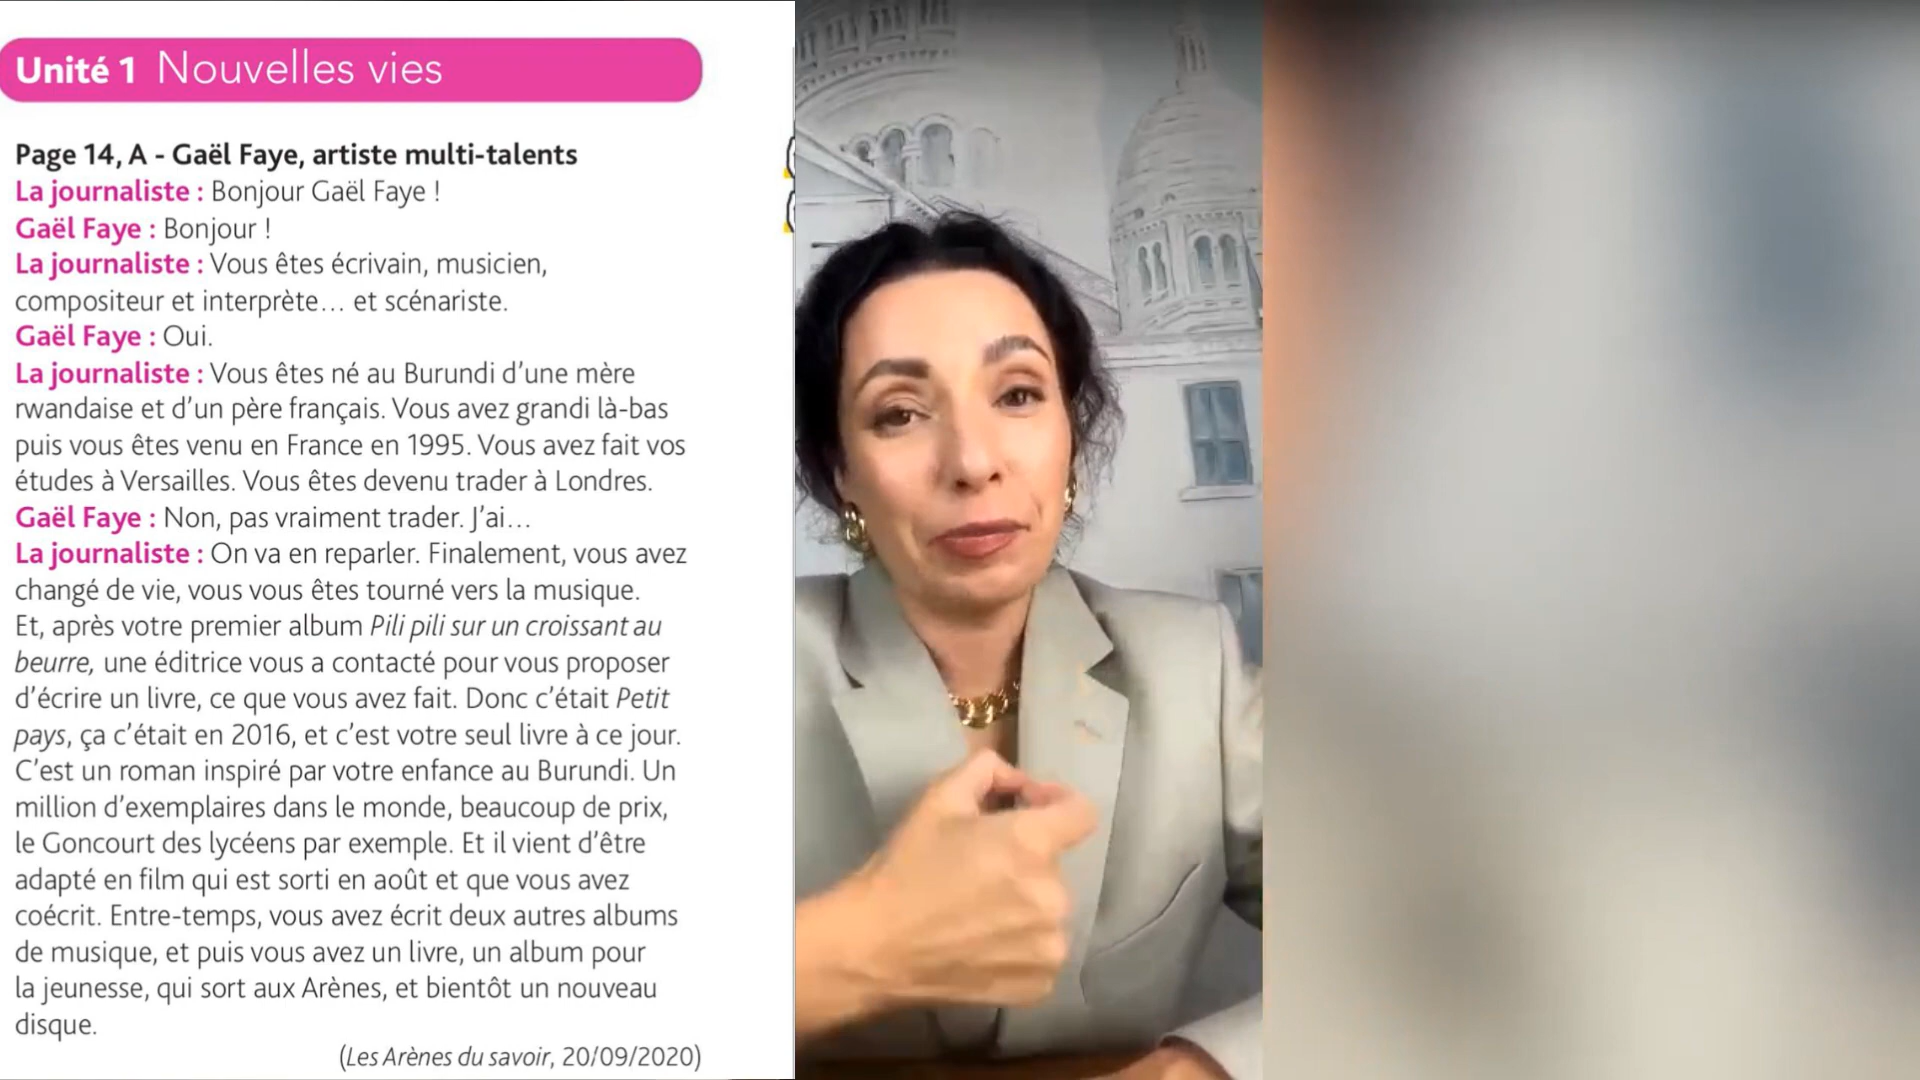 Unité 1 Nouvelles vies
Page 14, A - Gaël Faye, artiste multi-talents
La journaliste : Bonjour Gaël Faye !
Gaël Faye : Bonjour !
La journaliste : Vous êtes écrivain, musicien,
compositeur et interprète… et scénariste.
Gaël Faye : Oui.
La journaliste : Vous êtes né au Burundi d’une mère
rwandaise et d’un père français. Vous avez grandi là-bas
puis vous êtes venu en France en 1995. Vous avez fait vos
études à Versailles. Vous êtes devenu trader à Londres.
Gaël Faye : Non, pas vraiment trader. J’ai…
La journaliste : On va en reparler. Finalement, vous avez
changé de vie, vous vous êtes tourné vers la musique.
Et, après votre premier album Pili pili sur un croissant au
beurre, une éditrice vous a contacté pour vous proposer
d’écrire un livre, ce que vous avez fait. Donc c’était Petit
pays, ça c’était en 2016, et c’est votre seul livre à ce jour.
C’est un roman inspiré par votre enfance au Burundi. Un
million d’exemplaires dans le monde, beaucoup de prix,
le Goncourt des lycéens par exemple. Et il vient d’être
adapté en film qui est sorti en août et que vous avez
coécrit. Entre-temps, vous avez écrit deux autres albums
de musique, et puis vous avez un livre, un album pour
la jeunesse, qui sort aux Arènes, et bientôt un nouveau
disque.
(Les Arènes du savoir, 20/09/2020)